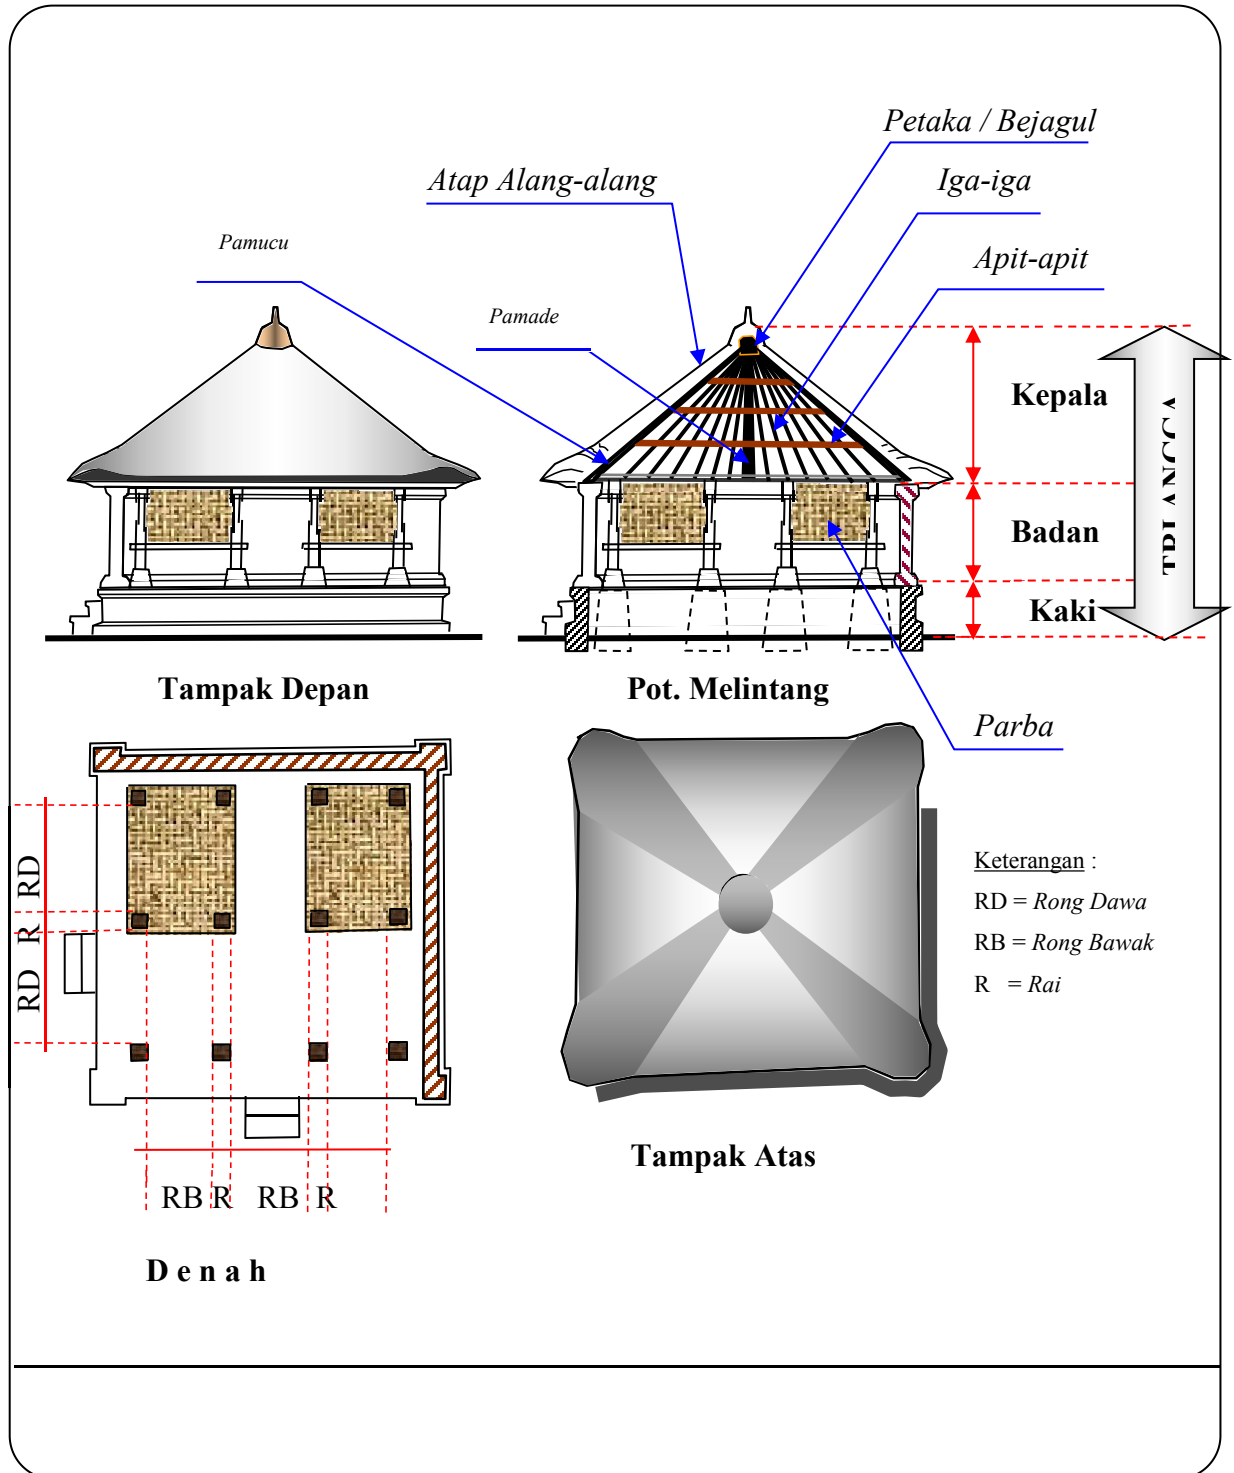 Petaka / Bejagul
Atap Alang-alang
Iga-iga
Pamucu
Apit-apit
Pamade
Kepala
Badan
Kaki
Tampak Depan
Pot. Melintang
Parba
RD
R
RD
Keterangan :
RD = Rong Dawa
RB = Rong Bawak
R = Rai
Tampak Atas
RB R RB R
D e n a h